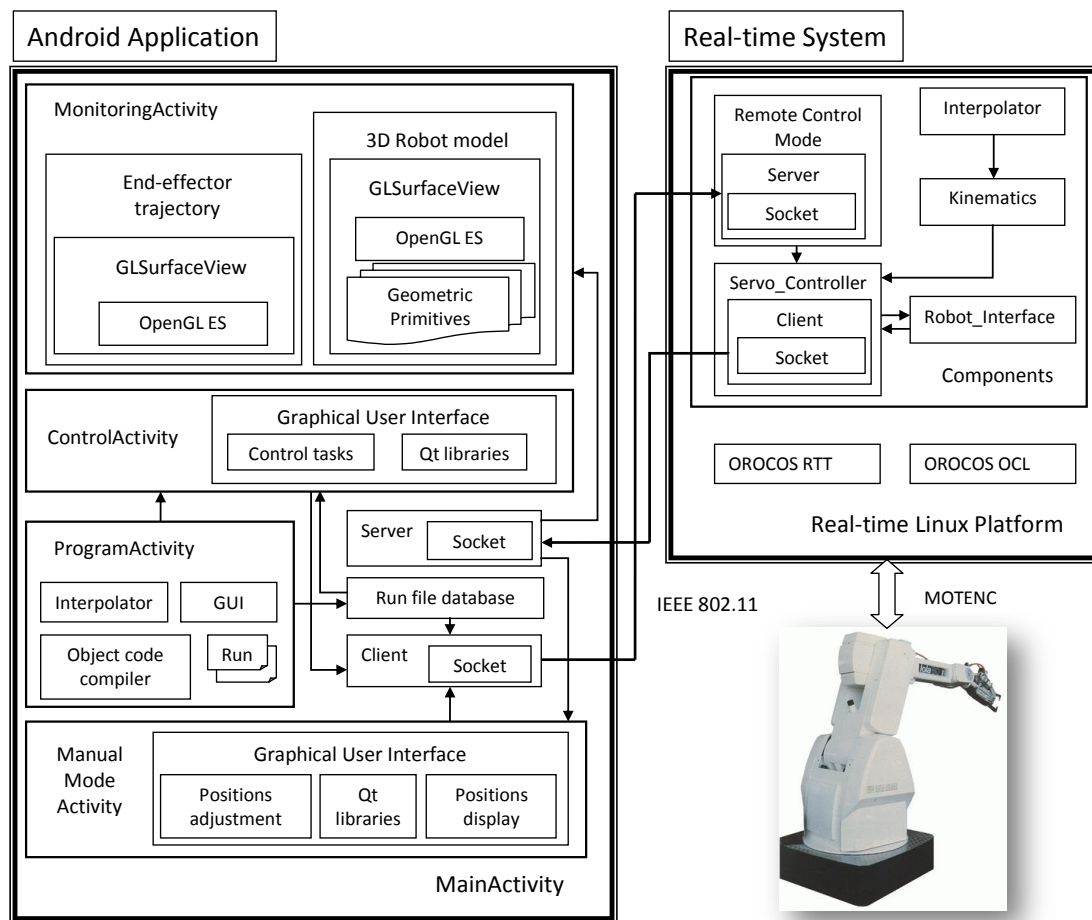 Android Application
MonitoringActivity
End-effector
trajectory
GLSurfaceView
OpenGL ES
3D Robot model
GLSurfaceView
OpenGL ES
Geometric
Primitives
ControlActivity
Graphical User Interface
Control tasks
Qt libraries
ProgramActivity
Interpolator
GUI
Object code
compiler
Run
Server
Socket
Run file database
Client
Socket
Manual
Mode
Activity
Graphical User Interface
Positions
adjustment
Qt
libraries
Positions
display
MainActivity
Real-time System
Remote Control
Mode
Server
Socket
Interpolator
Kinematics
Servo_Controller
Client
Socket
Robot_Interface
Components
OROCOS RTT
OROCOS OCL
Real-time Linux Platform
IEEE 802.11
MOTENC